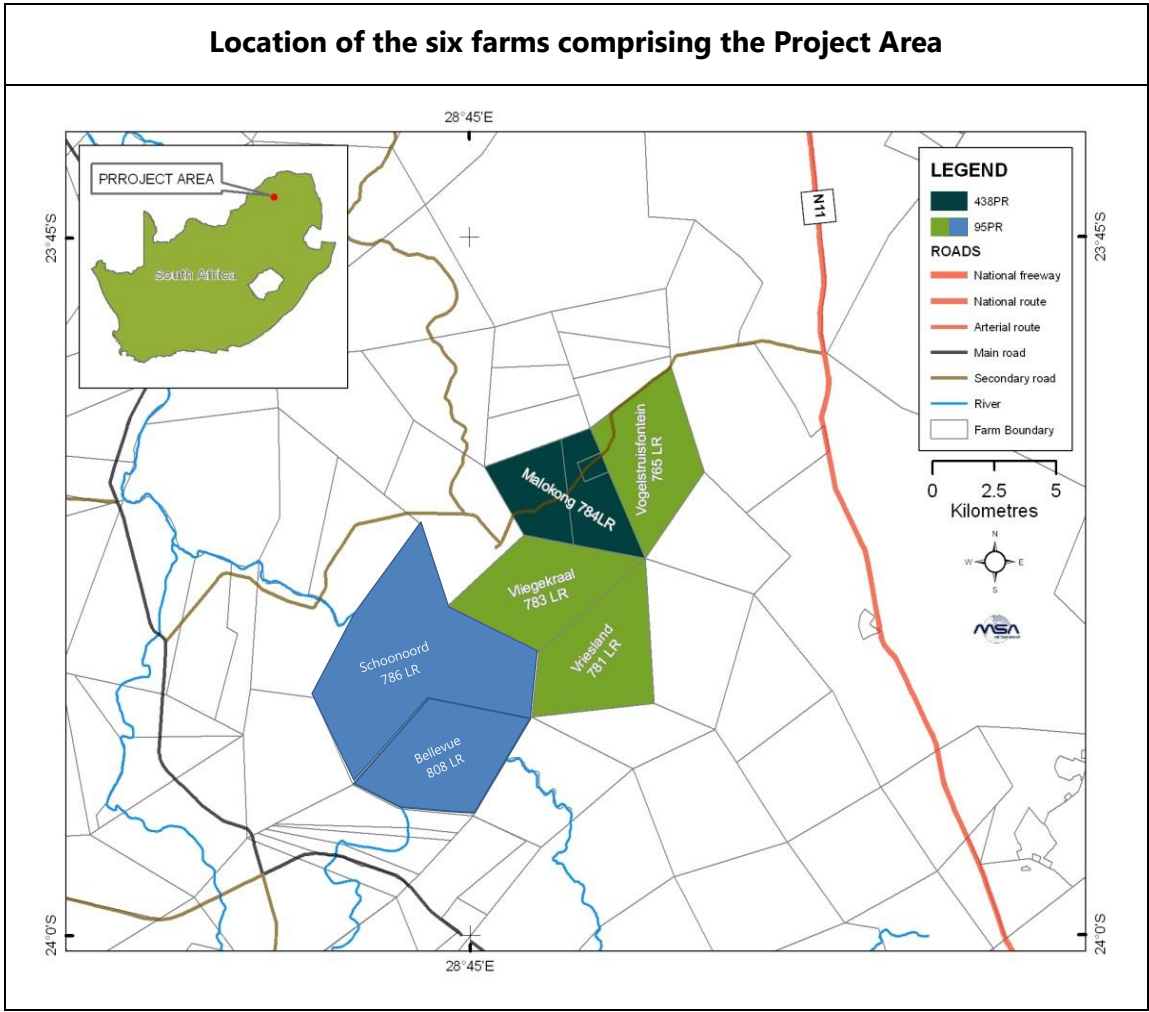 Location of the six farms comprising the Project Area
28°45'E
PRROJECT AREA
South Africa
23°45'S
N11
LEGEND
438PR
95PR
ROADS
National freeway
National route
Arterial route
Main road
Secondary road
River
Farm Boundary
0 2.5 5
Kilometres
N
W E
S
MSA
23°45'S
Vogelstruisfontein
765 LR
Malokong 784LR
Vliegekraal
783 LR
Vriesland
781 LR
Schoonoord
786 LR
Bellevue
808 LR
24°0'S
24°0'S
28°45'E